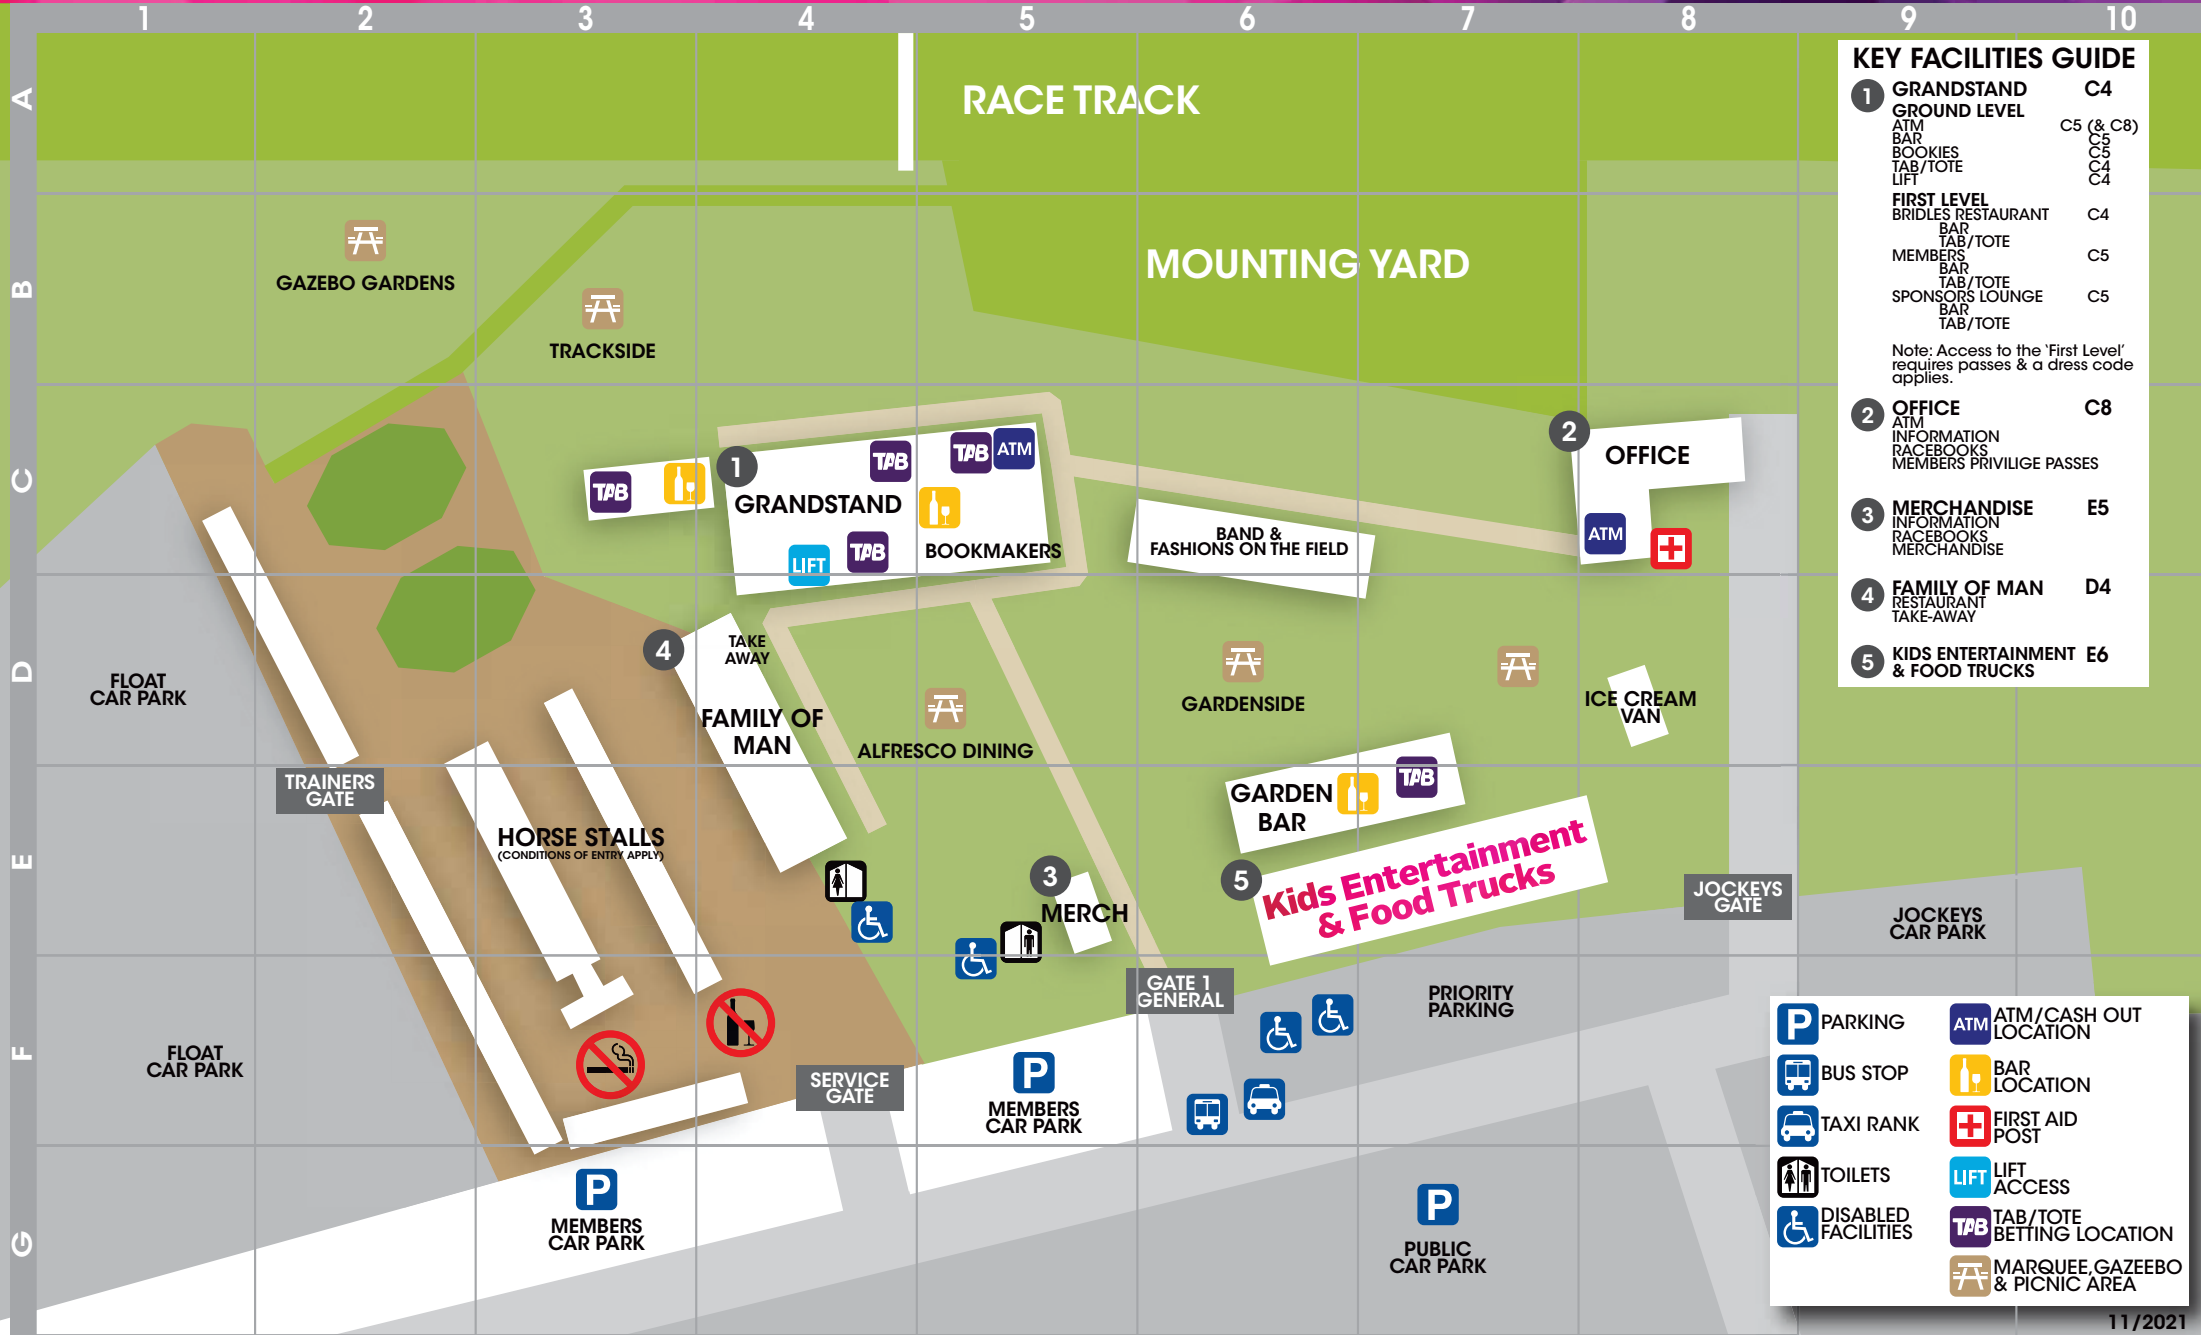 1 2 3 4 5 6 7 8 9 10
A
B
C
D
E
F
G
RACE TRACK
MOUNTING YARD
GAZEBO GARDENS
TRACKSIDE
TAB
1
GRANDSTAND
TAB
TAB
ATM
LIFT
TAB
BOOKMAKERS
BAND &
FASHIONS ON THE FIELD
2
OFFICE
ATM
4
TAKE
AWAY
FAMILY OF
MAN
ALFRESCO DINING
GARDENSIDE
ICE CREAM
VAN
FLOAT
CAR PARK
TRAINERS
GATE
HORSE STALLS
(CONDITIONS OF ENTRY APPLY)
GARDEN
BAR
TAB
3
MERCH
5
Kids Entertainment
& Food Trucks
JOCKEYS
GATE
JOCKEYS
CAR PARK
GATE 1
GENERAL
PRIORITY
PARKING
FLOAT
CAR PARK
SERVICE
GATE
P
MEMBERS
CAR PARK
P
MEMBERS
CAR PARK
P
PUBLIC
CAR PARK
KEY FACILITIES GUIDE
1 GRANDSTAND C4
GROUND LEVEL
ATM C5 (& C8)
BAR C5
BOOKIES C5
TAB/TOTE C4
LIFT C4
FIRST LEVEL
BRIDLES RESTAURANT C4
BAR
TAB/TOTE
MEMBERS C5
BAR
TAB/TOTE
SPONSORS LOUNGE C5
BAR
TAB/TOTE
Note: Access to the 'First Level'
requires passes & a dress code
applies.
2 OFFICE C8
ATM
INFORMATION
RACEBOOKS
MEMBERS PRIVILIGE PASSES
3 MERCHANDISE E5
INFORMATION
RACEBOOKS
MERCHANDISE
4 FAMILY OF MAN D4
RESTAURANT
TAKE-AWAY
5 KIDS ENTERTAINMENT E6
& FOOD TRUCKS
P PARKING
BUS STOP
TAXI RANK
TOILETS
DISABLED
FACILITIES
ATM ATM/CASH OUT
LOCATION
BAR
LOCATION
FIRST AID
POST
LIFT LIFT
ACCESS
TAB TAB/TOTE
BETTING LOCATION
MARQUEE,GAZEEBO
& PICNIC AREA
11/2021